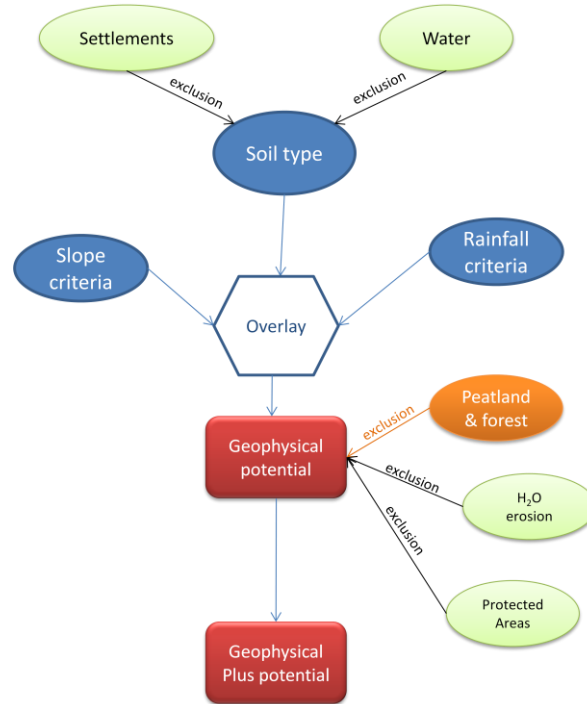 Settlements
Water
exclusion
exclusion
Soil type
Slope
criteria
Rainfall
criteria
Overlay
Peatland
& forest
exclusion
Geophysical
potential
exclusion
H₂O
erosion
exclusion
Protected
Areas
Geophysical
Plus potential